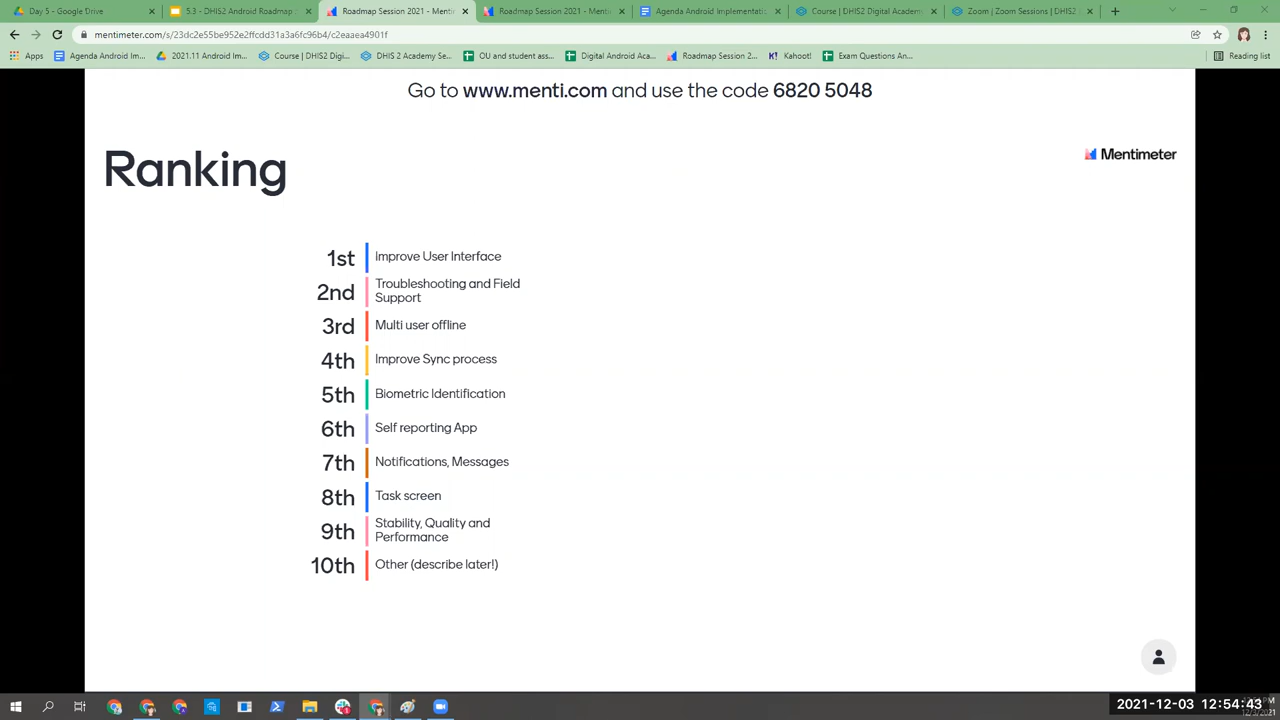 Day 5 - Google Drive
5.3 - DHIS2 Android Roadmap
Roadmap Session 2021 - Menti
Roadmap Session 2021 - Menti
Agenda Android Implementatio
Course | DHIS2 Digital Academ
Zoom | Zoom Sessions | DHIS2
mentimeter.com/s/23dc2e55be952e2ffcdd31a3a6fc96b4/c2eaaea4901f
Apps
Agenda Android Im...
2021.11 Android Im...
Course | DHIS2 Digi...
DHIS 2 Academy Se...
OU and student ass...
Digital Android Aca...
Roadmap Session 2...
Kahoot!
Exam Questions An...
Reading list
Go to www.menti.com and use the code 6820 5048
Ranking
Mentimeter
1st Improve User Interface
2nd Troubleshooting and Field
Support
3rd Multi user offline
4th Improve Sync process
5th Biometric Identification
6th Self reporting App
7th Notifications, Messages
8th Task screen
9th Stability, Quality and
Performance
10th Other (describe later!)
2021-12-03 12:54:43